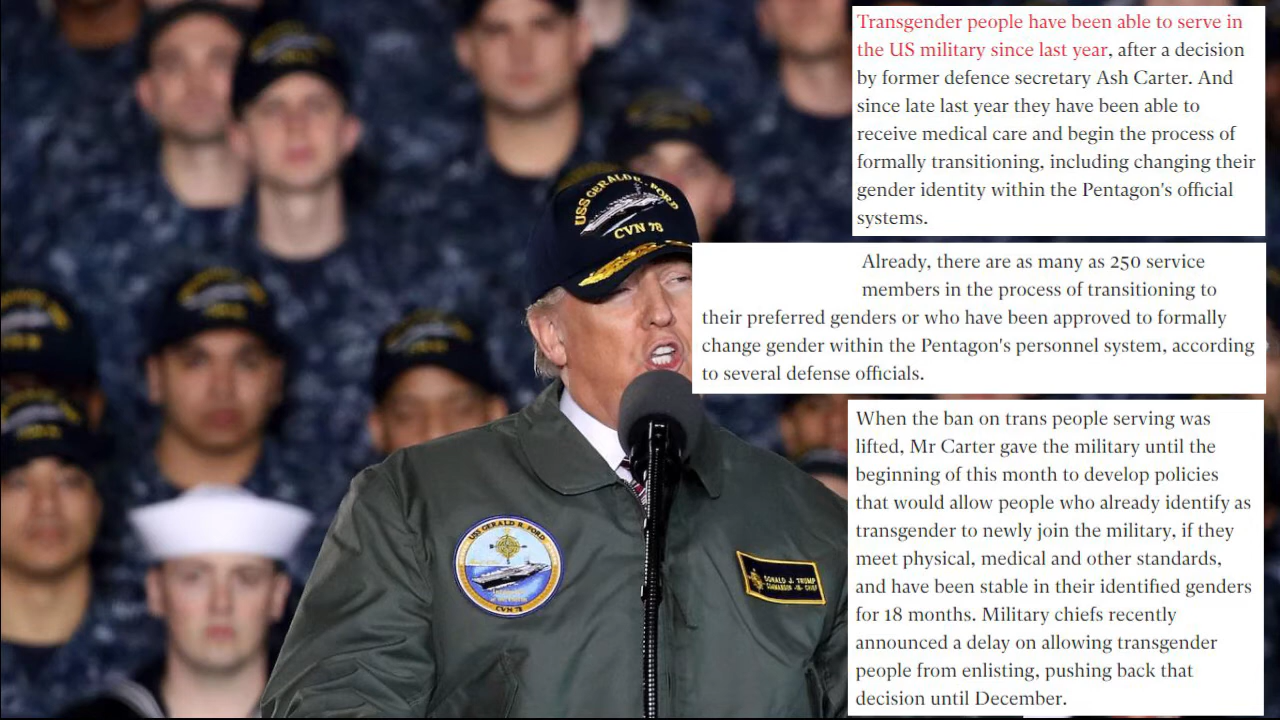 Transgender people have been able to serve in
the US military since last year, after a decision
by former defence secretary Ash Carter. And
since late last year they have been able to
receive medical care and begin the process of
formally transitioning, including changing their
gender identity within the Pentagon's official
systems.
USS GERALD R. FORD
CVN 78
Already, there are as many as 250 service
members in the process of transitioning to
their preferred genders or who have been approved to formally
change gender within the Pentagon's personnel system, according
to several defense officials.
When the ban on trans people serving was
lifted, Mr Carter gave the military until the
beginning of this month to develop policies
that would allow people who already identify as
transgender to newly join the military, if they
meet physical, medical and other standards,
and have been stable in their identified genders
for 18 months. Military chiefs recently
announced a delay on allowing transgender
people from enlisting, pushing back that
decision until December.
USS GERALD R. FORD
CVN 78
DONALD J. TRUMP
COMMANDER-IN-CHIEF